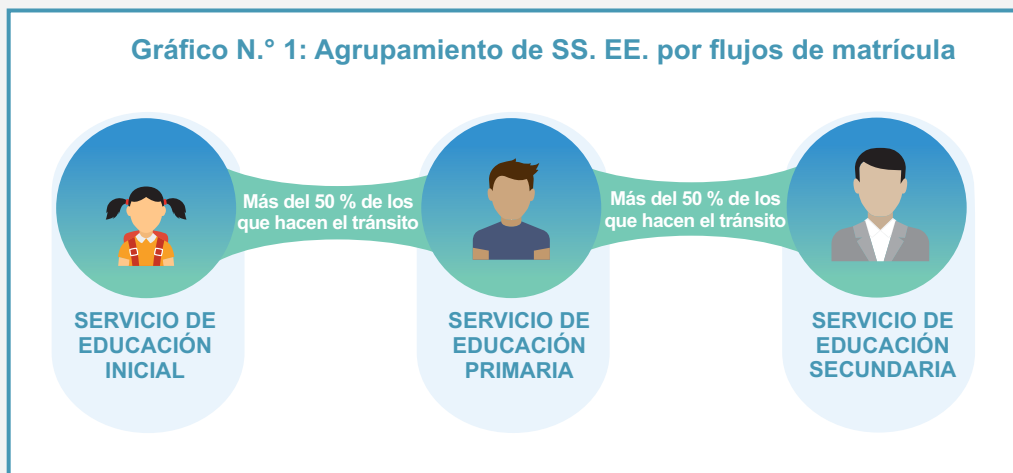 Gráfico N.° 1: Agrupamiento de SS. EE. por flujos de matrícula
Más del 50 % de los
que hacen el tránsito
Más del 50 % de los
que hacen el tránsito
SERVICIO DE
EDUCACIÓN
INICIAL
SERVICIO DE
EDUCACIÓN
PRIMARIA
SERVICIO DE
EDUCACIÓN
SECUNDARIA